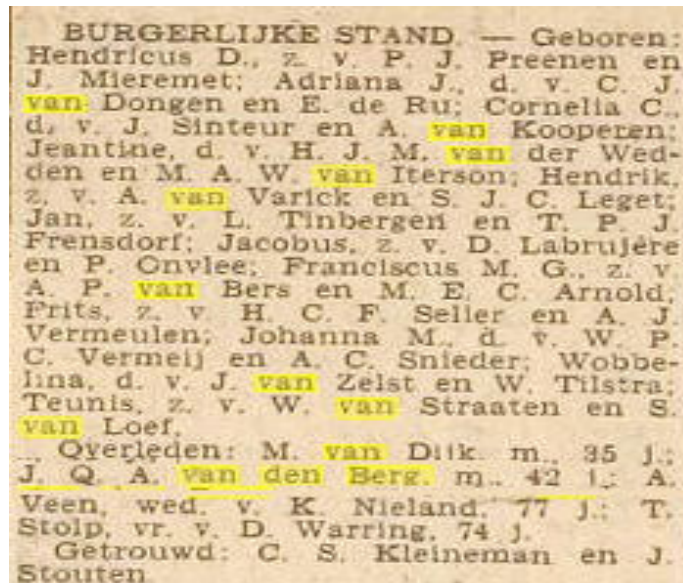 BURGERLIJKE STAND. — Geboren:
Hendricus D., z. v. P. J. Preenen en
J. Mieremet; Adriana J., d. v. C. J.
van Dongen en E. de Ru; Cornelia C.,
d. v. J. Sinteur en A. van Kooperen;
Jeantine, d. v. H. J. M. van der Wed-
den en M. A. W. van Iterson; Hendrik,
z. v. A. van Varick en S. J. C. Leget;
Jan, z. v. L. Tinbergen en T. P. J.
Frensdorf; Jacobus, z. v. D. Labrujère
en P. Onvlee; Franciscus M. G., z. v.
A. P. van Bers en M. E. C. Arnold,
Frits, z. v. H. C. F. Seller en A. J.
Vermeulen; Johanna M., d. v. W. P.
C. Vermeij en A. C. Snieder; Wobbe-
lina, d. v. J. van Zelst en W. Tilstra;
Teunis, z. v. W. van Straaten en S.
van Loef.
Overleden: M. van Dijk. m., 35 j.;
J. Q. A. van den Berg. m., 42 j.; A.
Veen, wed. v. K. Nieland, 77 j.; T.
Stolp, vr. v. D. Warring, 74 j.
Getrouwd: C. S. Kleineman en J.
Stouten